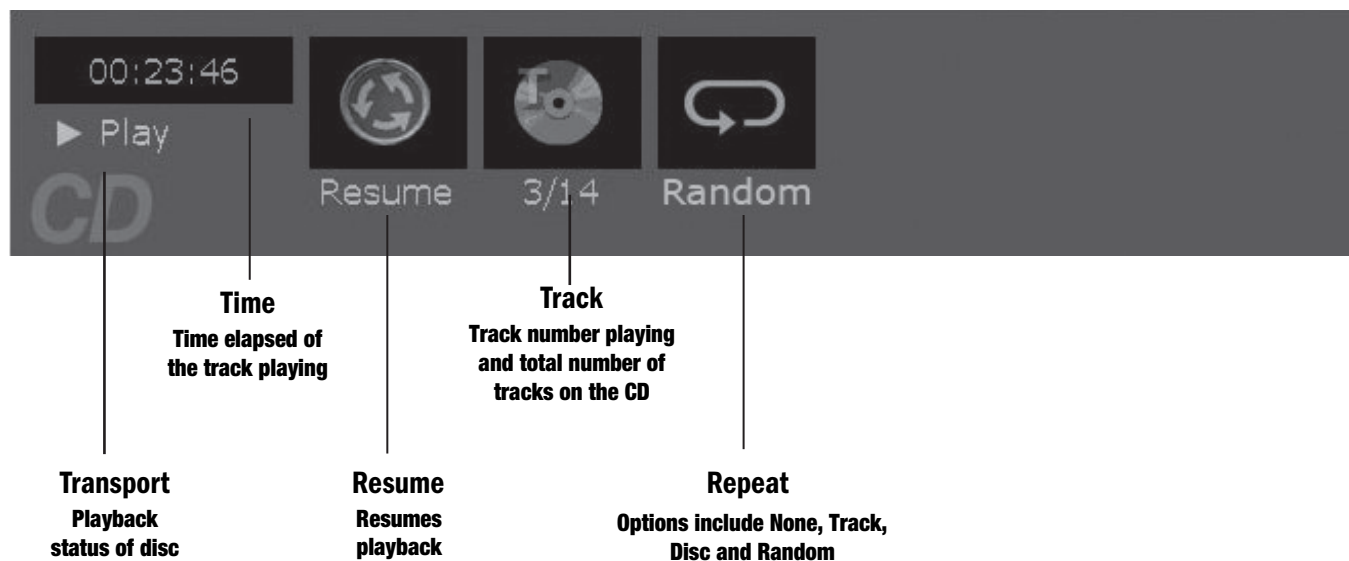 00:23:46
► Play
CD
Resume
T
3/14
Random
Time
Time elapsed of
the track playing
Track
Track number playing
and total number of
tracks on the CD
Transport
Playback
status of disc
Resume
Resumes
playback
Repeat
Options include None, Track,
Disc and Random